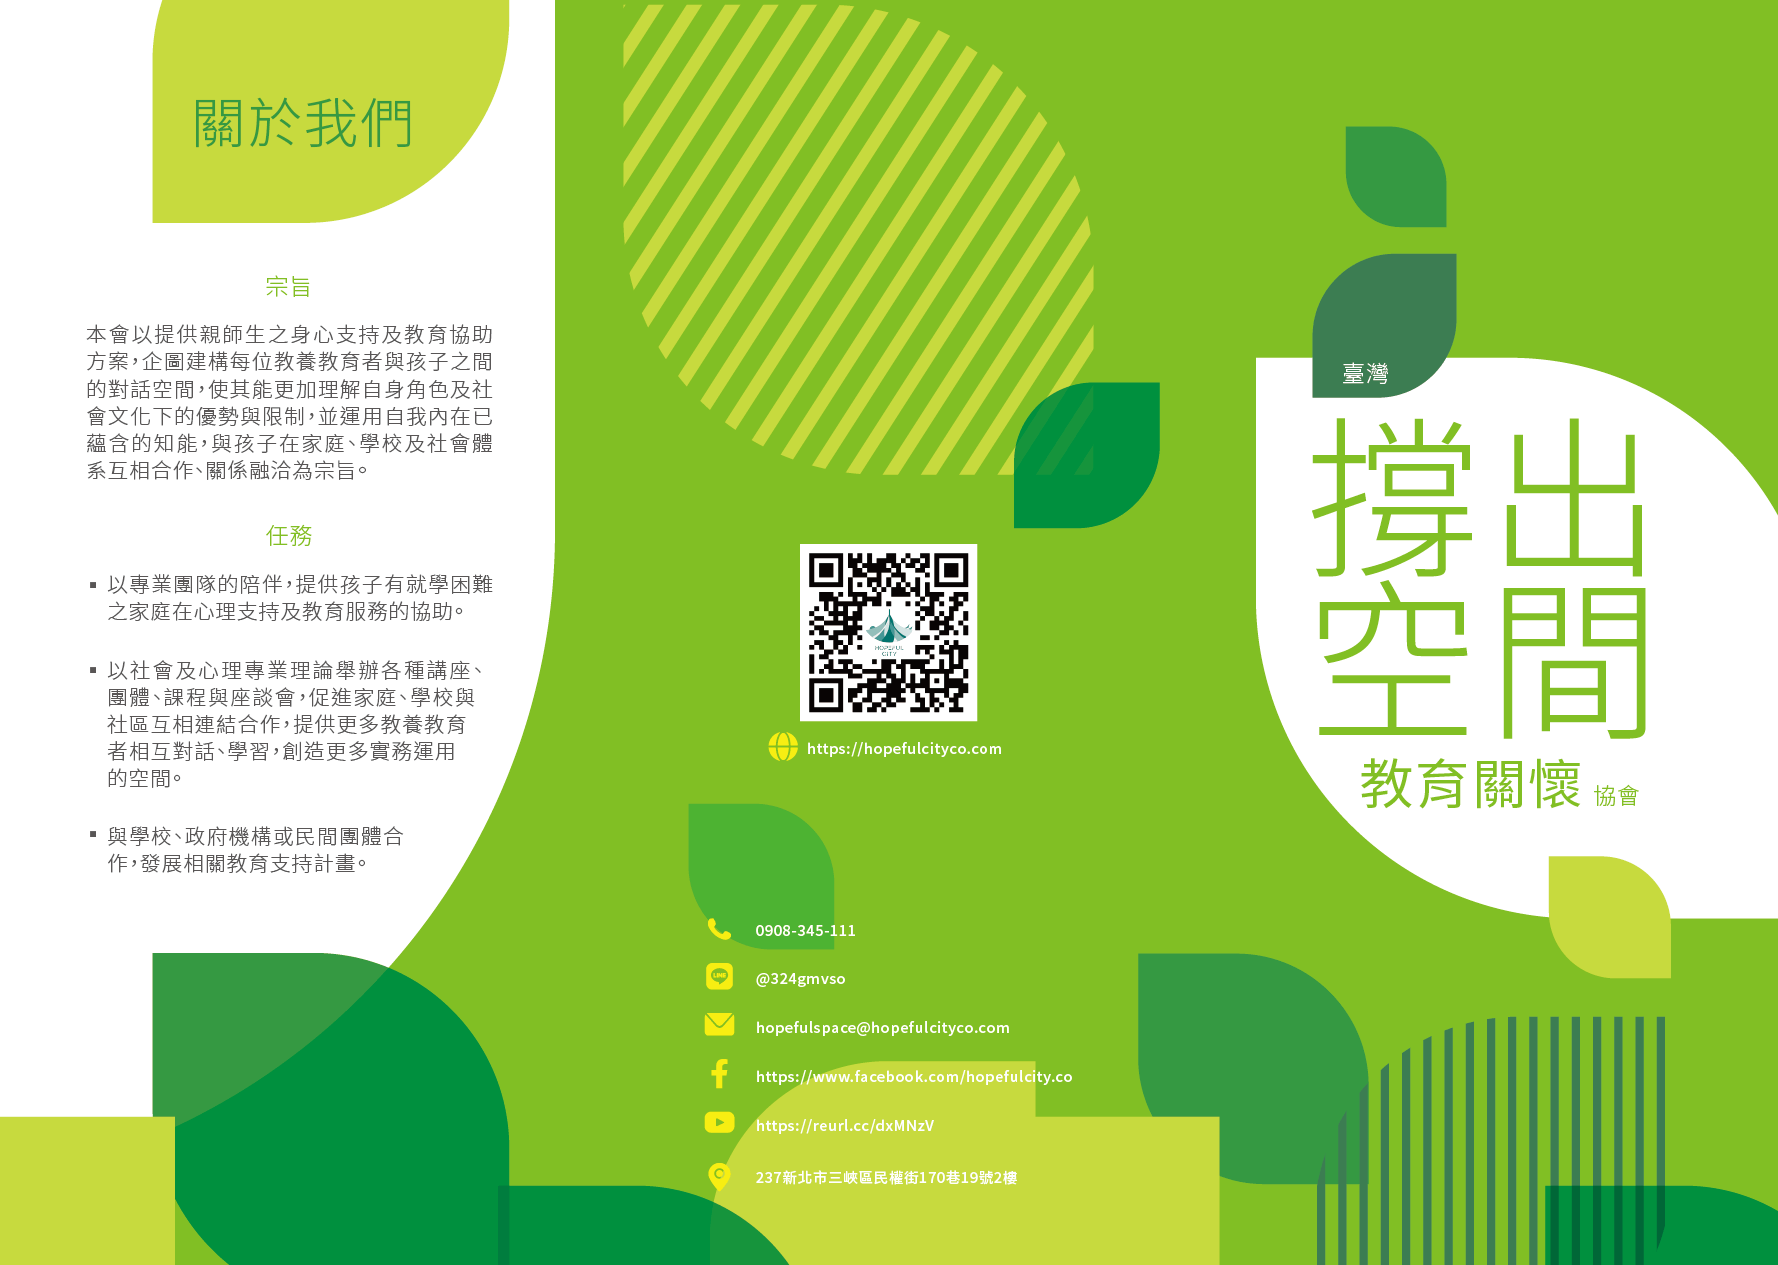 關於我們
宗旨
本會以提供親師生之身心支持及教育協助
方案，企圖建構每位教養教育者與孩子之間
的對話空間，使其能更加理解自身角色及社
會文化下的優勢與限制，並運用自我內在已
蘊含的知能，與孩子在家庭、學校及社會體
系互相合作、關係融洽為宗旨。
任務
▪ 以專業團隊的陪伴，提供孩子有就學困難
之家庭在心理支持及教育服務的協助。
▪ 以社會及心理專業理論舉辦各種講座、
團體、課程與座談會，促進家庭、學校與
社區互相連結合作，提供更多教養教育
者相互對話、學習，創造更多實務運用
的空間。
▪ 與學校、政府機構或民間團體合
作，發展相關教育支持計畫。
HOPEFUL
CITY
https://hopefulcityco.com
0908-345-111
LINE
@324gmvso
hopefulspace@hopefulcityco.com
https://www.facebook.com/hopefulcity.co
https://reurl.cc/dxMNzV
237新北市三峽區民權街170巷19號2樓
臺灣
撐出
空間
教育關懷 協會